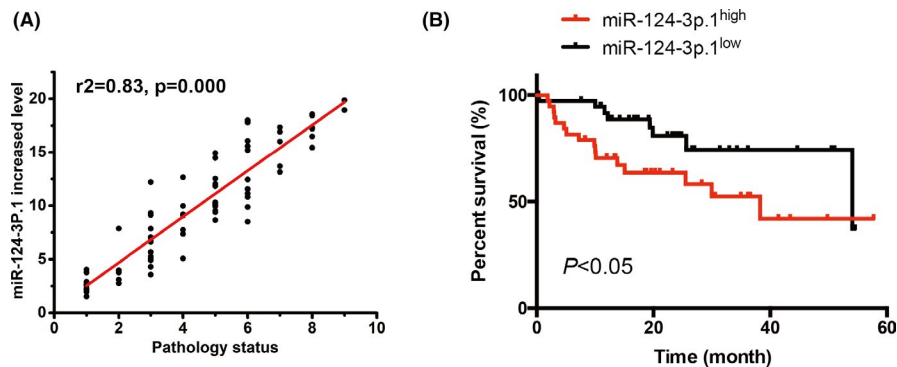 (A)
r2=0.83, p=0.000
miR-124-3P.1 increased level
20
15
10
5
0
0 2 4 6 8 10
Pathology status
(B)
miR-124-3p.1high
miR-124-3p.1low
Percent survival (%)
100
50
0
P<0.05
0 20 40 60
Time (month)